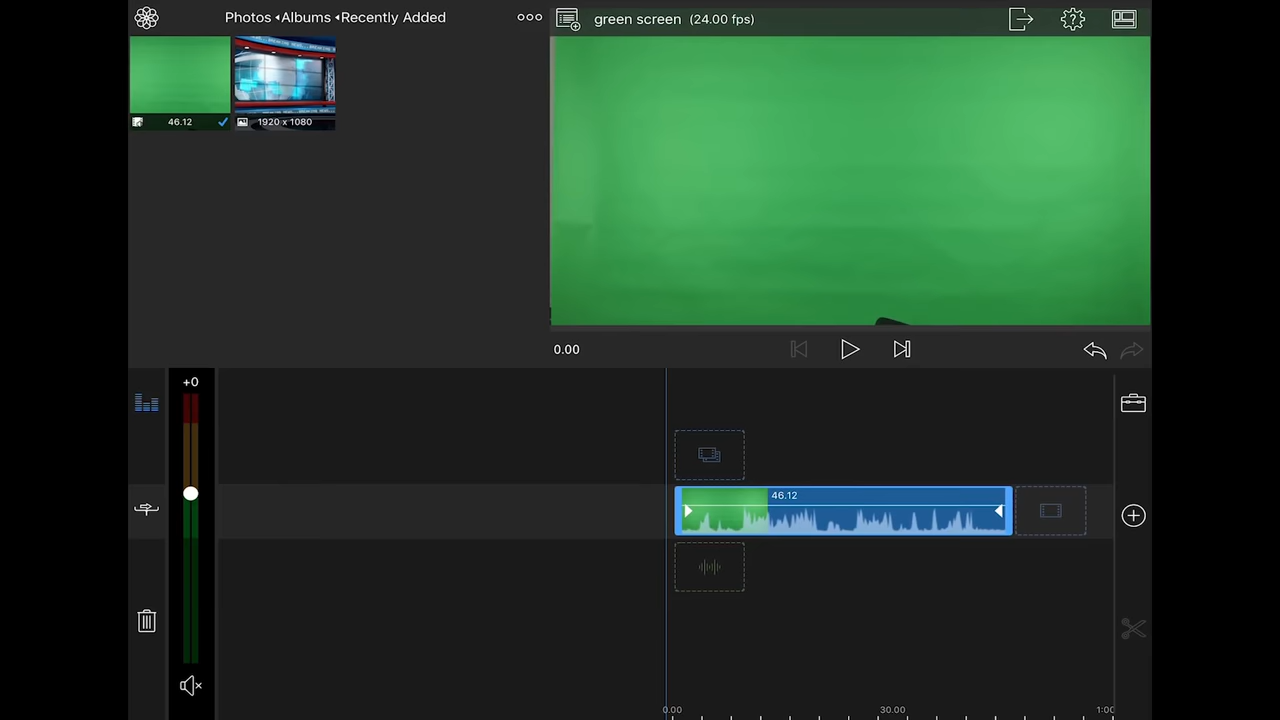 Photos ◂Albums ◂Recently Added
green screen (24.00 fps)
46.12
1920 x 1080
0.00
+0
46.12
0.00
30.00
1:00